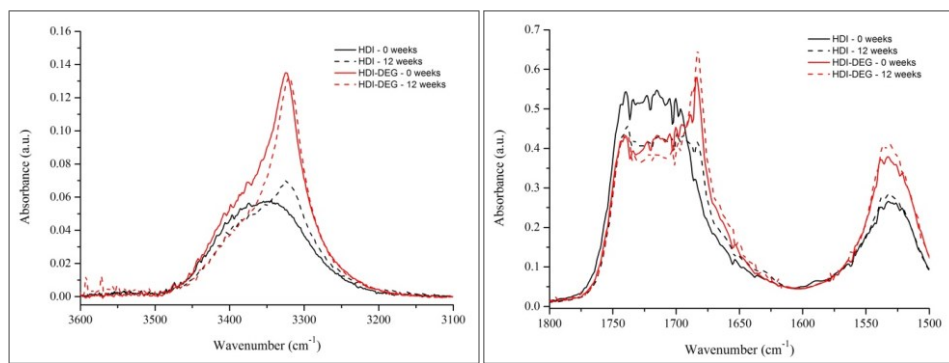 0.16
0.14
0.12
0.10
0.08
0.06
0.04
0.02
0.00
Absorbance (a.u.)
HDI - 0 weeks
HDI - 12 weeks
HDI-DEG - 0 weeks
HDI-DEG - 12 weeks
3600 3500 3400 3300 3200 3100
Wavenumber (cm⁻¹)
0.7
0.6
0.5
0.4
0.3
0.2
0.1
0.0
Absorbance (a.u.)
HDI - 0 weeks
HDI - 12 weeks
HDI-DEG - 0 weeks
HDI-DEG - 12 weeks
1800 1750 1700 1650 1600 1550 1500
Wavenumber (cm⁻¹)